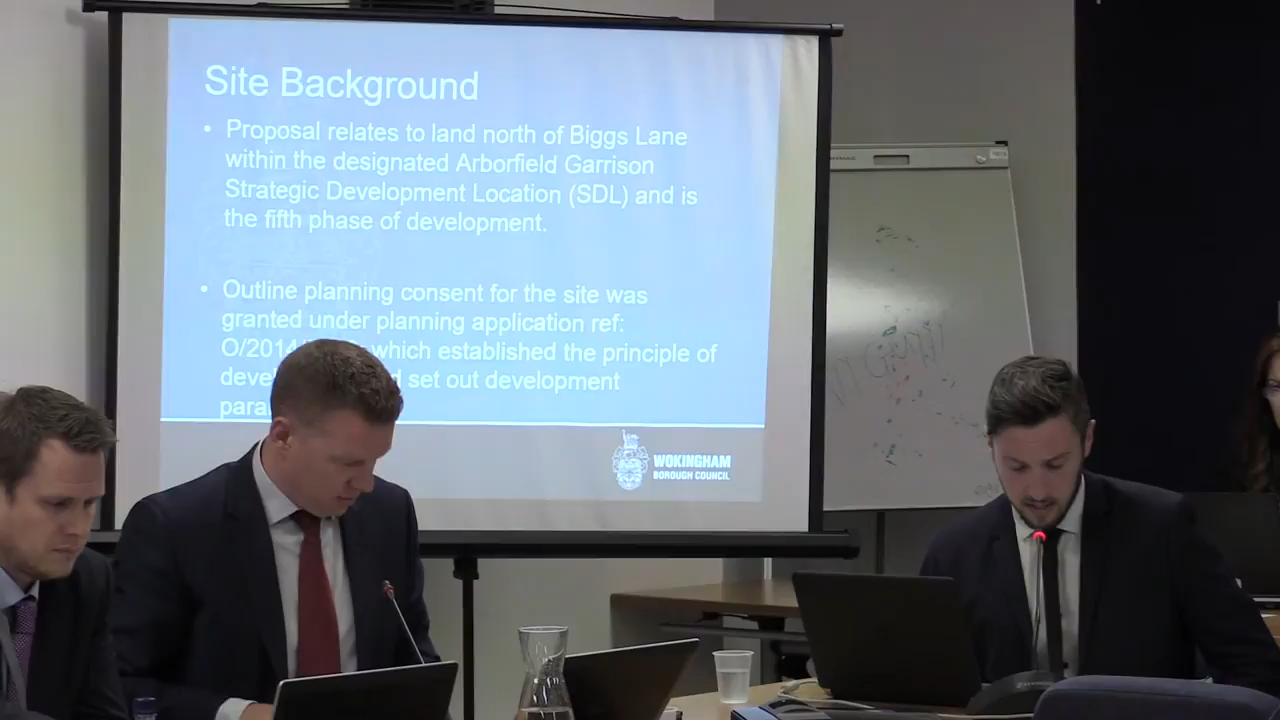 Site Background
• Proposal relates to land north of Biggs Lane
within the designated Arborfield Garrison
Strategic Development Location (SDL) and is
the fifth phase of development.
• Outline planning consent for the site was
granted under planning application ref:
O/2014/ which established the principle of
set out development
WOKINGHAM
BOROUGH COUNCIL